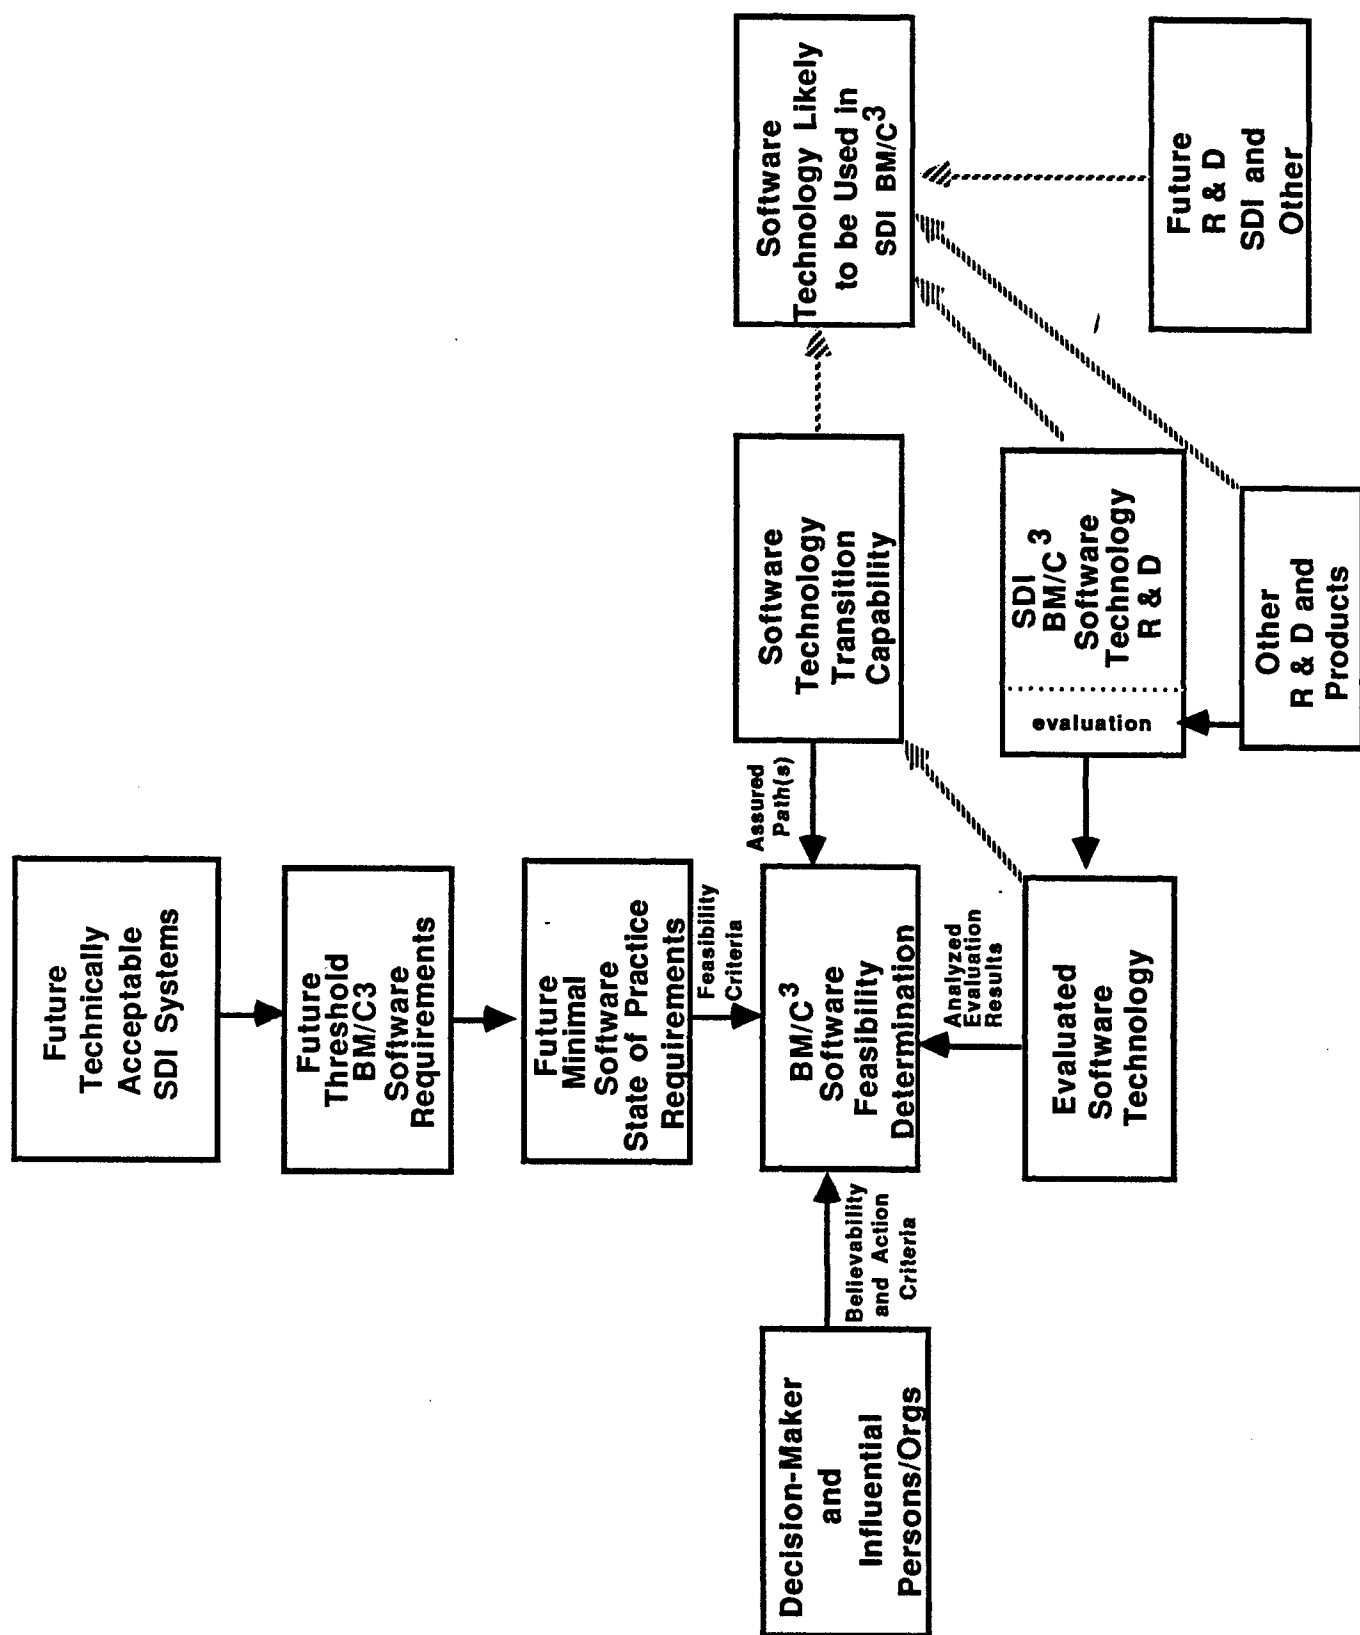 Future
Technically
Acceptable
SDI Systems
Future
Threshold
BM/C3
Software
Requirements
Future
Minimal
Software
State of Practice
Requirements
Feasibility
Criteria
Decision-Maker
and
Influential
Persons/Orgs
Believability
and Action
Criteria
BM/C³
Software
Feasibility
Determination
Assured
Path(s)
Software
Technology
Transition
Capability
Software
Technology Likely
to be Used in
SDI BM/C³
Analyzed
Evaluation
Results
Evaluated
Software
Technology
evaluation
SDI
BM/C³
Software
Technology
R & D
Other
R & D and
Products
Future
R & D
SDI and
Other